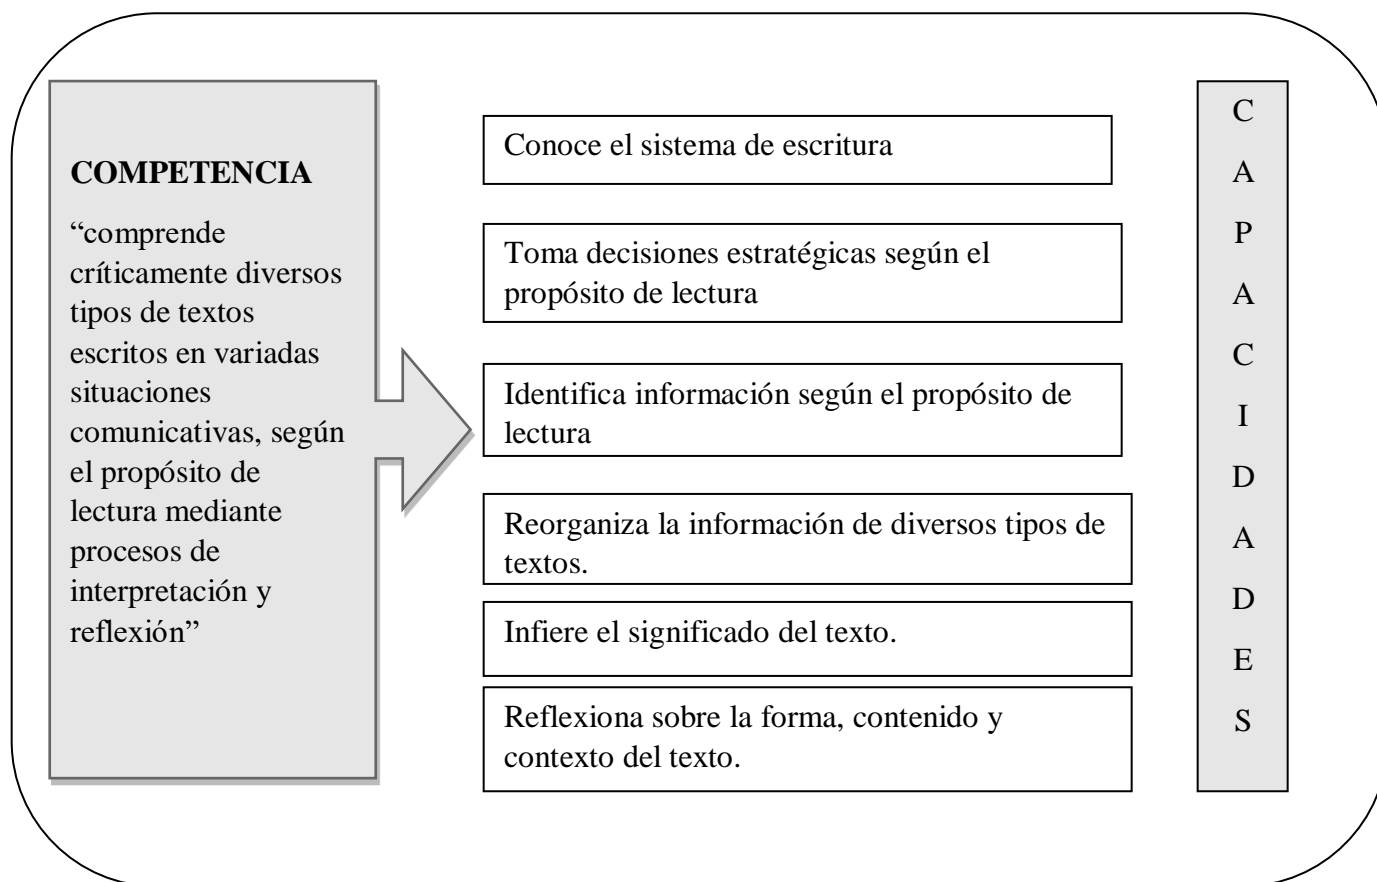 COMPETENCIA
“comprende
críticamente diversos
tipos de textos
escritos en variadas
situaciones
comunicativas, según
el propósito de
lectura mediante
procesos de
interpretación y
reflexión”
Conoce el sistema de escritura
Toma decisiones estratégicas según el
propósito de lectura
Identifica información según el propósito de
lectura
Reorganiza la información de diversos tipos de
textos.
Infiere el significado del texto.
Reflexiona sobre la forma, contenido y
contexto del texto.
C
A
P
A
C
I
D
A
D
E
S